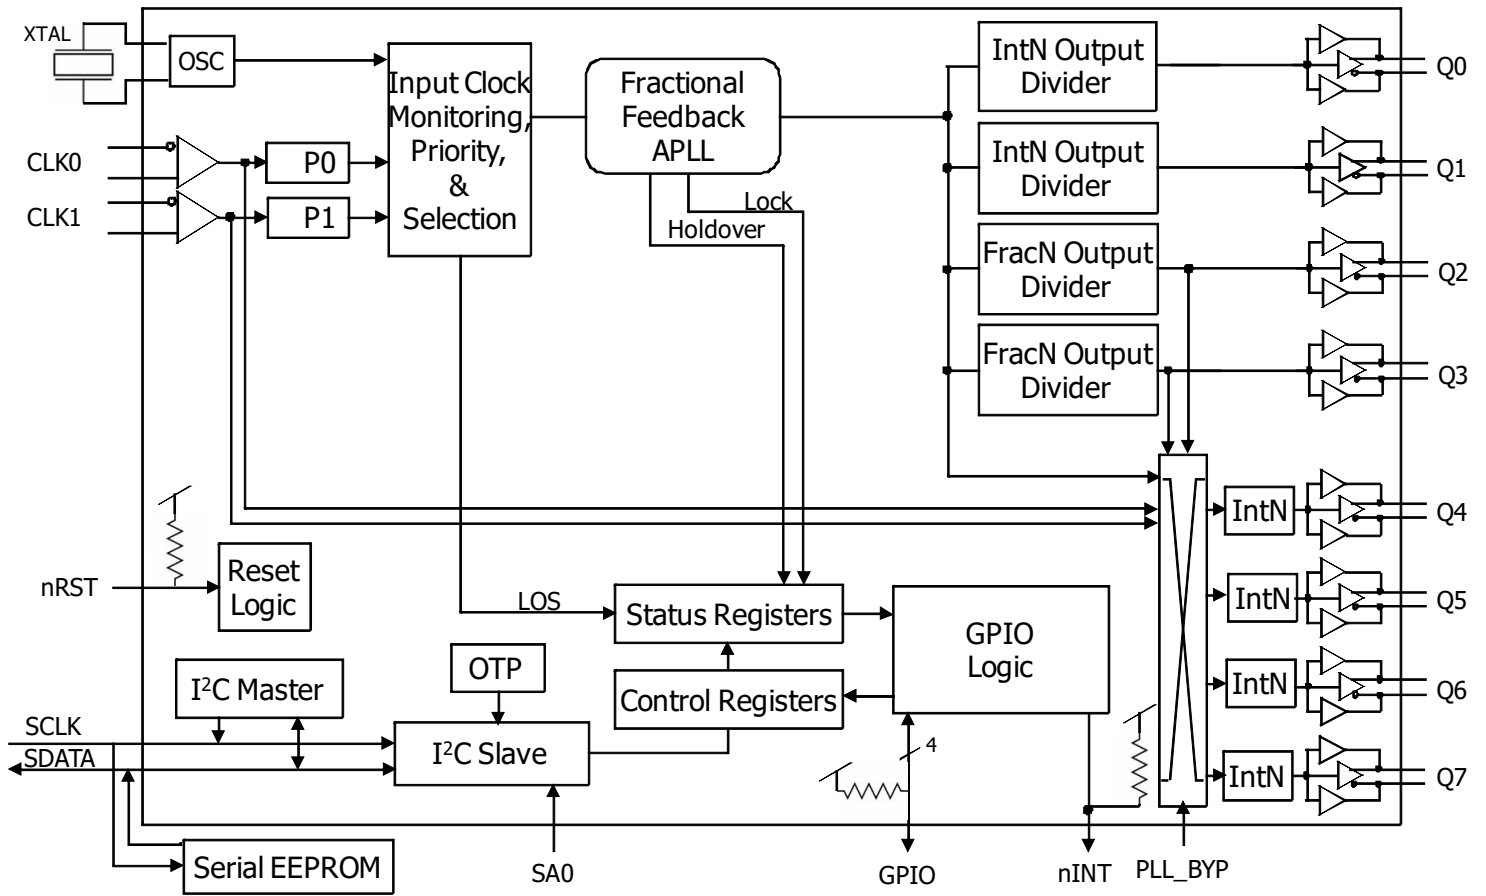 XTAL
OSC
CLK0
CLK1
P0
P1
Input Clock
Monitoring,
Priority,
&
Selection
Fractional
Feedback
APLL
Lock
Holdover
IntN Output
Divider
IntN Output
Divider
FracN Output
Divider
FracN Output
Divider
Q0
Q1
Q2
Q3
IntN
Q4
IntN
Q5
IntN
Q6
IntN
Q7
nRST
Reset
Logic
LOS
Status Registers
GPIO
Logic
OTP
Control Registers
I²C Master
SCLK
SDATA
I²C Slave
4
Serial EEPROM
SA0
GPIO
nINT
PLL_BYP